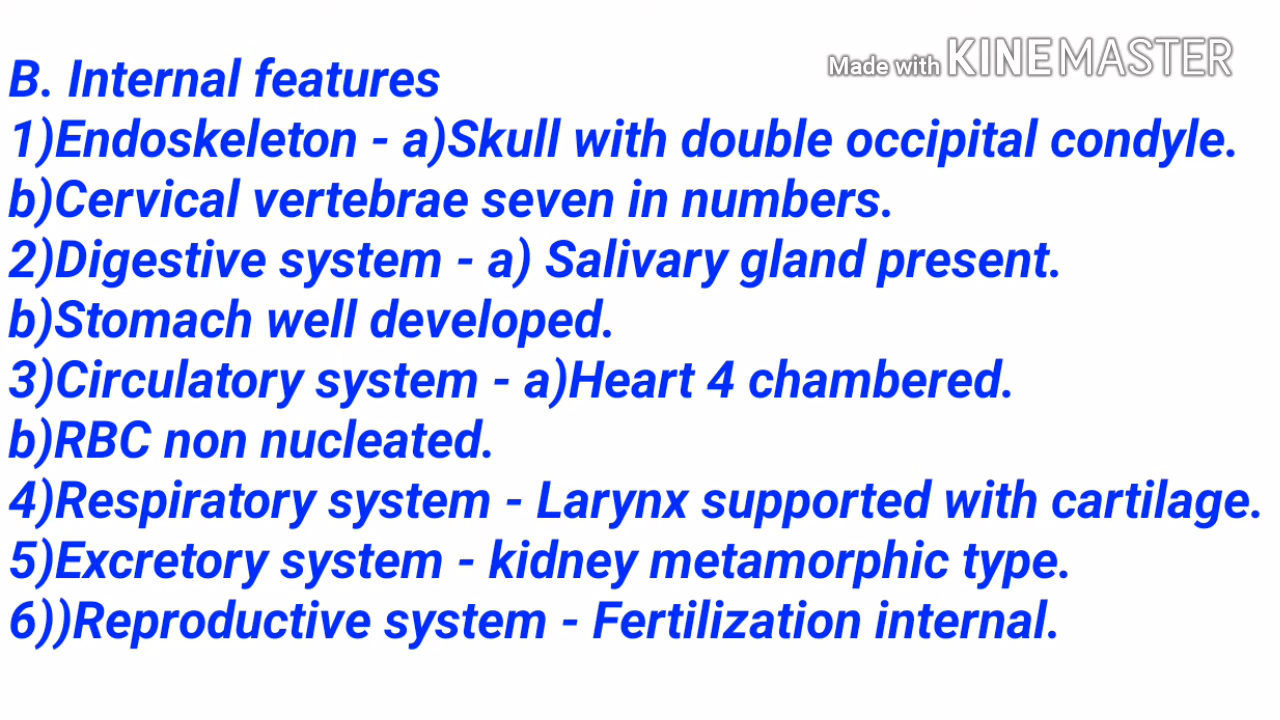 Made with KINEMASTER
B. Internal features
1)Endoskeleton - a)Skull with double occipital condyle.
b)Cervical vertebrae seven in numbers.
2)Digestive system - a) Salivary gland present.
b)Stomach well developed.
3)Circulatory system - a)Heart 4 chambered.
b)RBC non nucleated.
4)Respiratory system - Larynx supported with cartilage.
5)Excretory system - kidney metamorphic type.
6))Reproductive system - Fertilization internal.